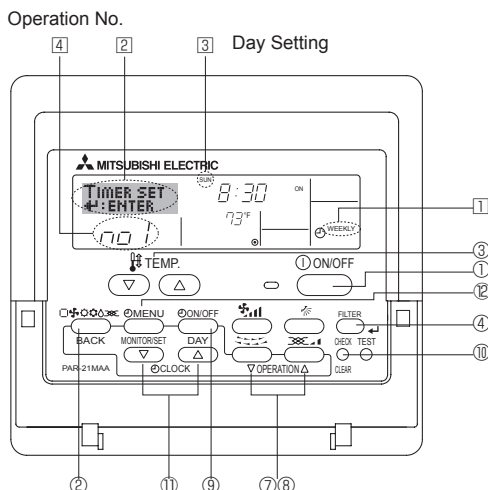 Operation No.
4 2 3 Day Setting
MITSUBISHI ELECTRIC
SUN
TIMER SET
↵:ENTER
8:30 ON
73°F
WEEKLY
no 1
1
TEMP. ON/OFF
③
①
⑫
MENU ON/OFF FILTER
④
BACK MONITOR/SET DAY CHECK TEST
⑩
PAR-21MAA CLOCK ▽OPERATION△ CLEAR
② ⑪ ⑨ ⑦⑧